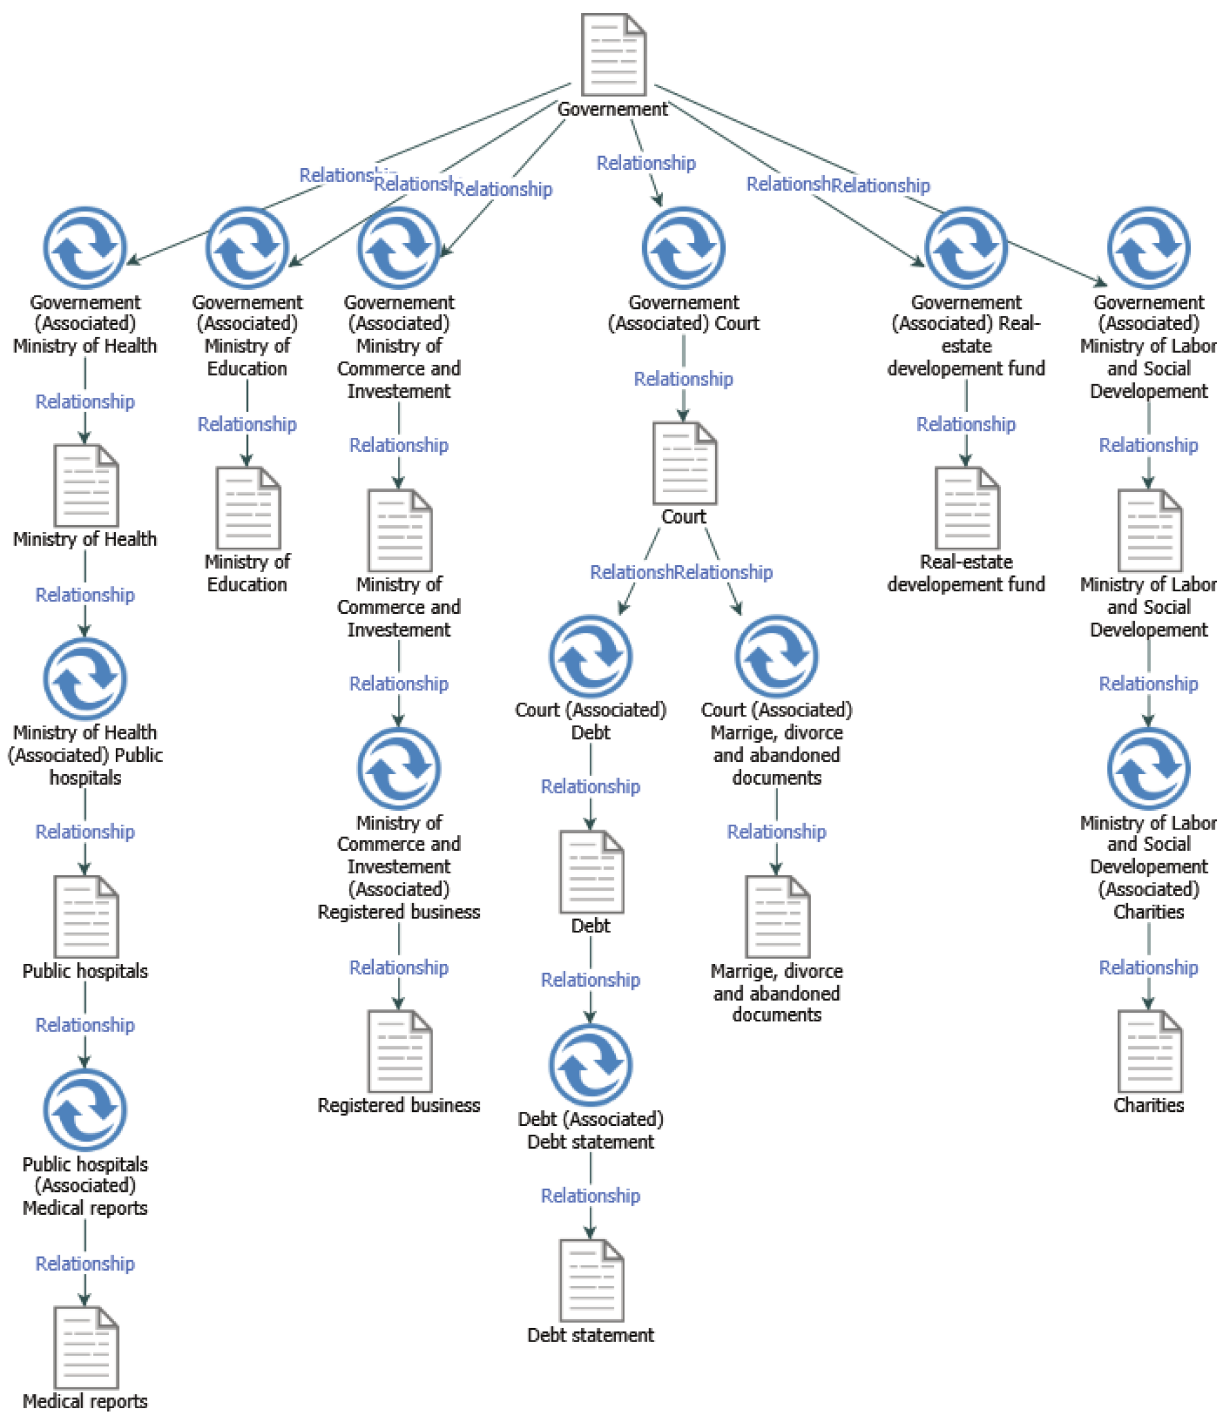 Governement
Relationship
Relationship
Relationship
Relationship
Relationship
Relationship
Governement
(Associated)
Ministry of Health
Governement
(Associated)
Ministry of
Education
Governement
(Associated)
Ministry of
Commerce and
Investement
Governement
(Associated) Court
Governement
(Associated) Real-
estate
developement fund
Governement
(Associated)
Ministry of Labor
and Social
Developement
Relationship
Relationship
Relationship
Relationship
Relationship
Relationship
Ministry of Health
Ministry of
Education
Ministry of
Commerce and
Investement
Court
Real-estate
developement fund
Ministry of Labor
and Social
Developement
Relationship
Relationship
Relationship
Relationship
Relationship
Ministry of Health
(Associated) Public
hospitals
Ministry of
Commerce and
Investement
(Associated)
Registered business
Court (Associated)
Debt
Court (Associated)
Marrige, divorce
and abandoned
documents
Ministry of Labor
and Social
Developement
(Associated)
Charities
Relationship
Relationship
Relationship
Relationship
Relationship
Public hospitals
Registered business
Debt
Marrige, divorce
and abandoned
documents
Charities
Relationship
Relationship
Public hospitals
(Associated)
Medical reports
Debt (Associated)
Debt statement
Relationship
Relationship
Medical reports
Debt statement